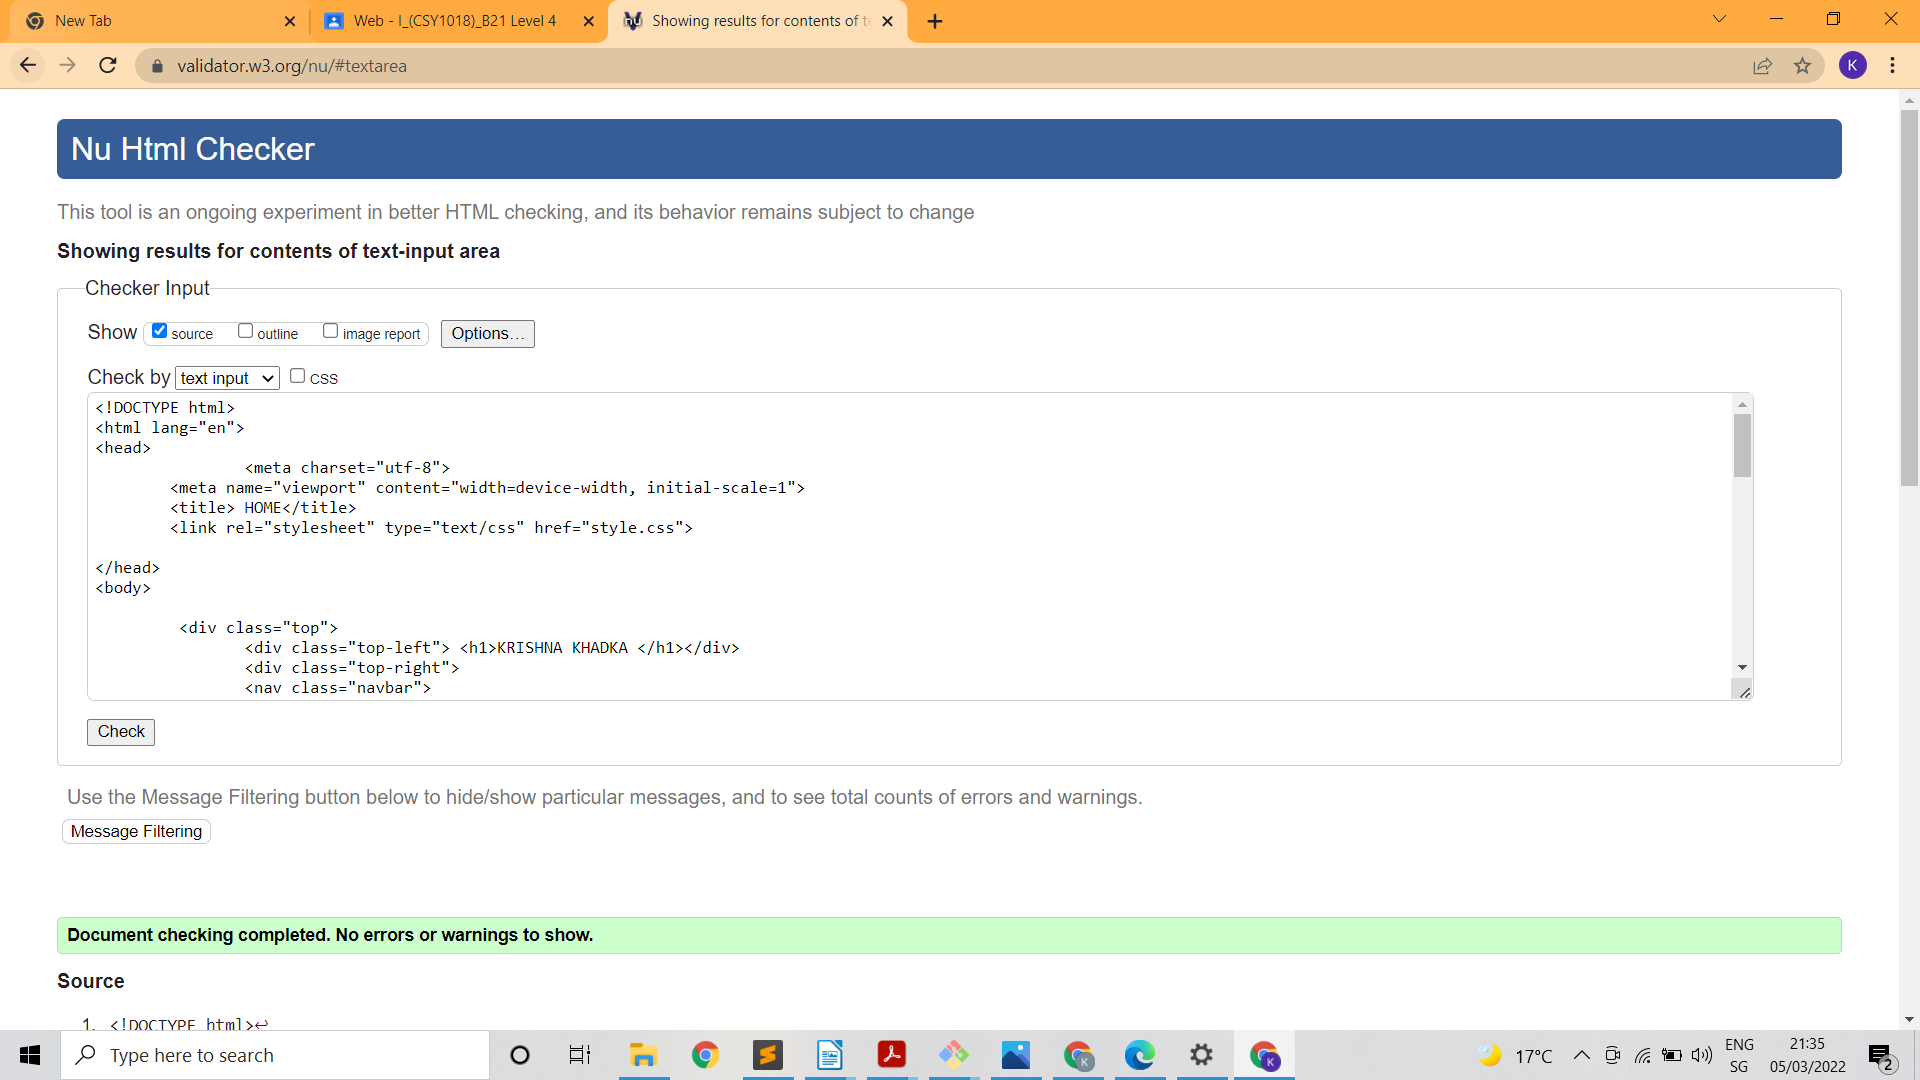 New Tab
Web - I_(CSY1018)_B21 Level 4
Showing results for contents of te
validator.w3.org/nu/#textarea
K
Nu Html Checker
This tool is an ongoing experiment in better HTML checking, and its behavior remains subject to change
Showing results for contents of text-input area
Checker Input
Show source outline image report Options...
Check by text input CSS
<!DOCTYPE html>
<html lang="en">
<head>
<meta charset="utf-8">
<meta name="viewport" content="width=device-width, initial-scale=1">
<title> HOME</title>
<link rel="stylesheet" type="text/css" href="style.css">
</head>
<body>
<div class="top">
<div class="top-left"> <h1>KRISHNA KHADKA </h1></div>
<div class="top-right">
<nav class="navbar">
Check
Use the Message Filtering button below to hide/show particular messages, and to see total counts of errors and warnings.
Message Filtering
Document checking completed. No errors or warnings to show.
Source
1. <!DOCTYPE html>↩
Type here to search
17°C
ENG
SG
21:35
05/03/2022
2